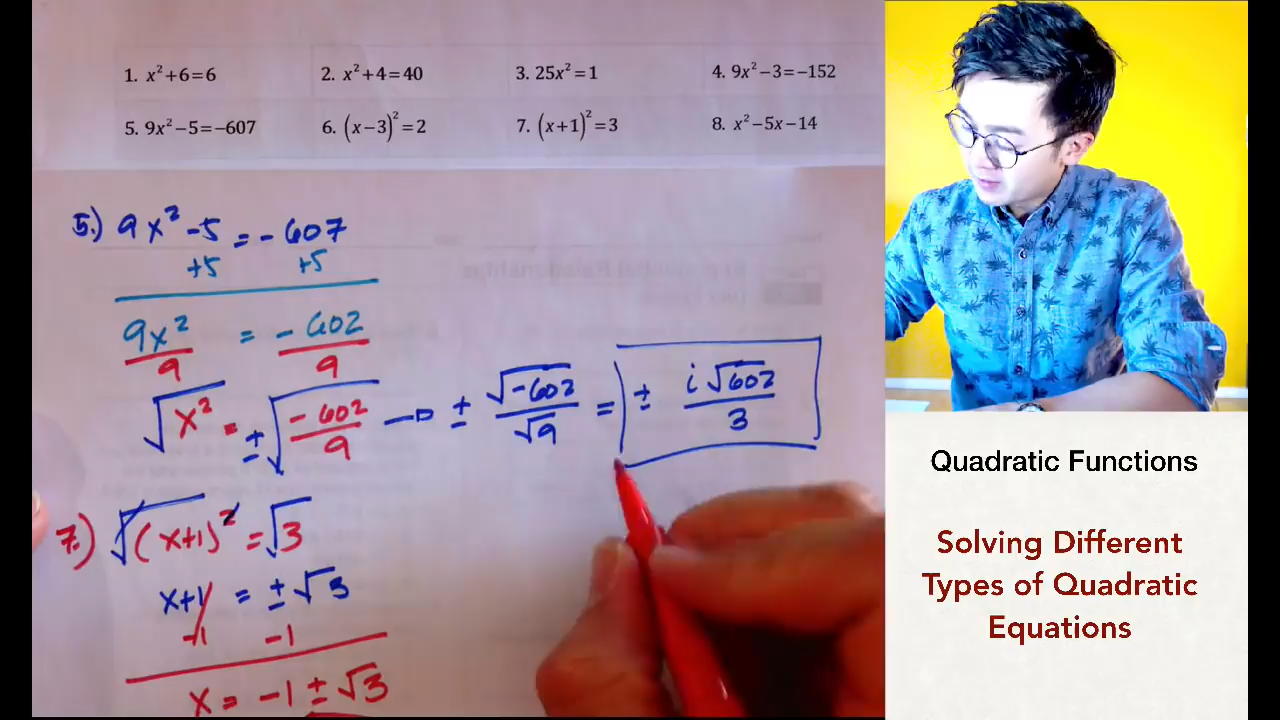 1. x²+6=6 2. x²+4=40 3. 25x²=1 4. 9x²−3=−152
5. 9x²−5=−607 6. (x−3)²=2 7. (x+1)²=3 8. x²−5x−14
5.) 9x² -5 = -607
+5 +5
9x²/9 = -602/9
√x² = ±√(-602/9) → ± √-602/√9 = ± i√602/3
7.) √(x+1)² = √3
x+1 = ±√3
-1 -1
x = -1 ± √3
Quadratic Functions
Solving Different
Types of Quadratic
Equations